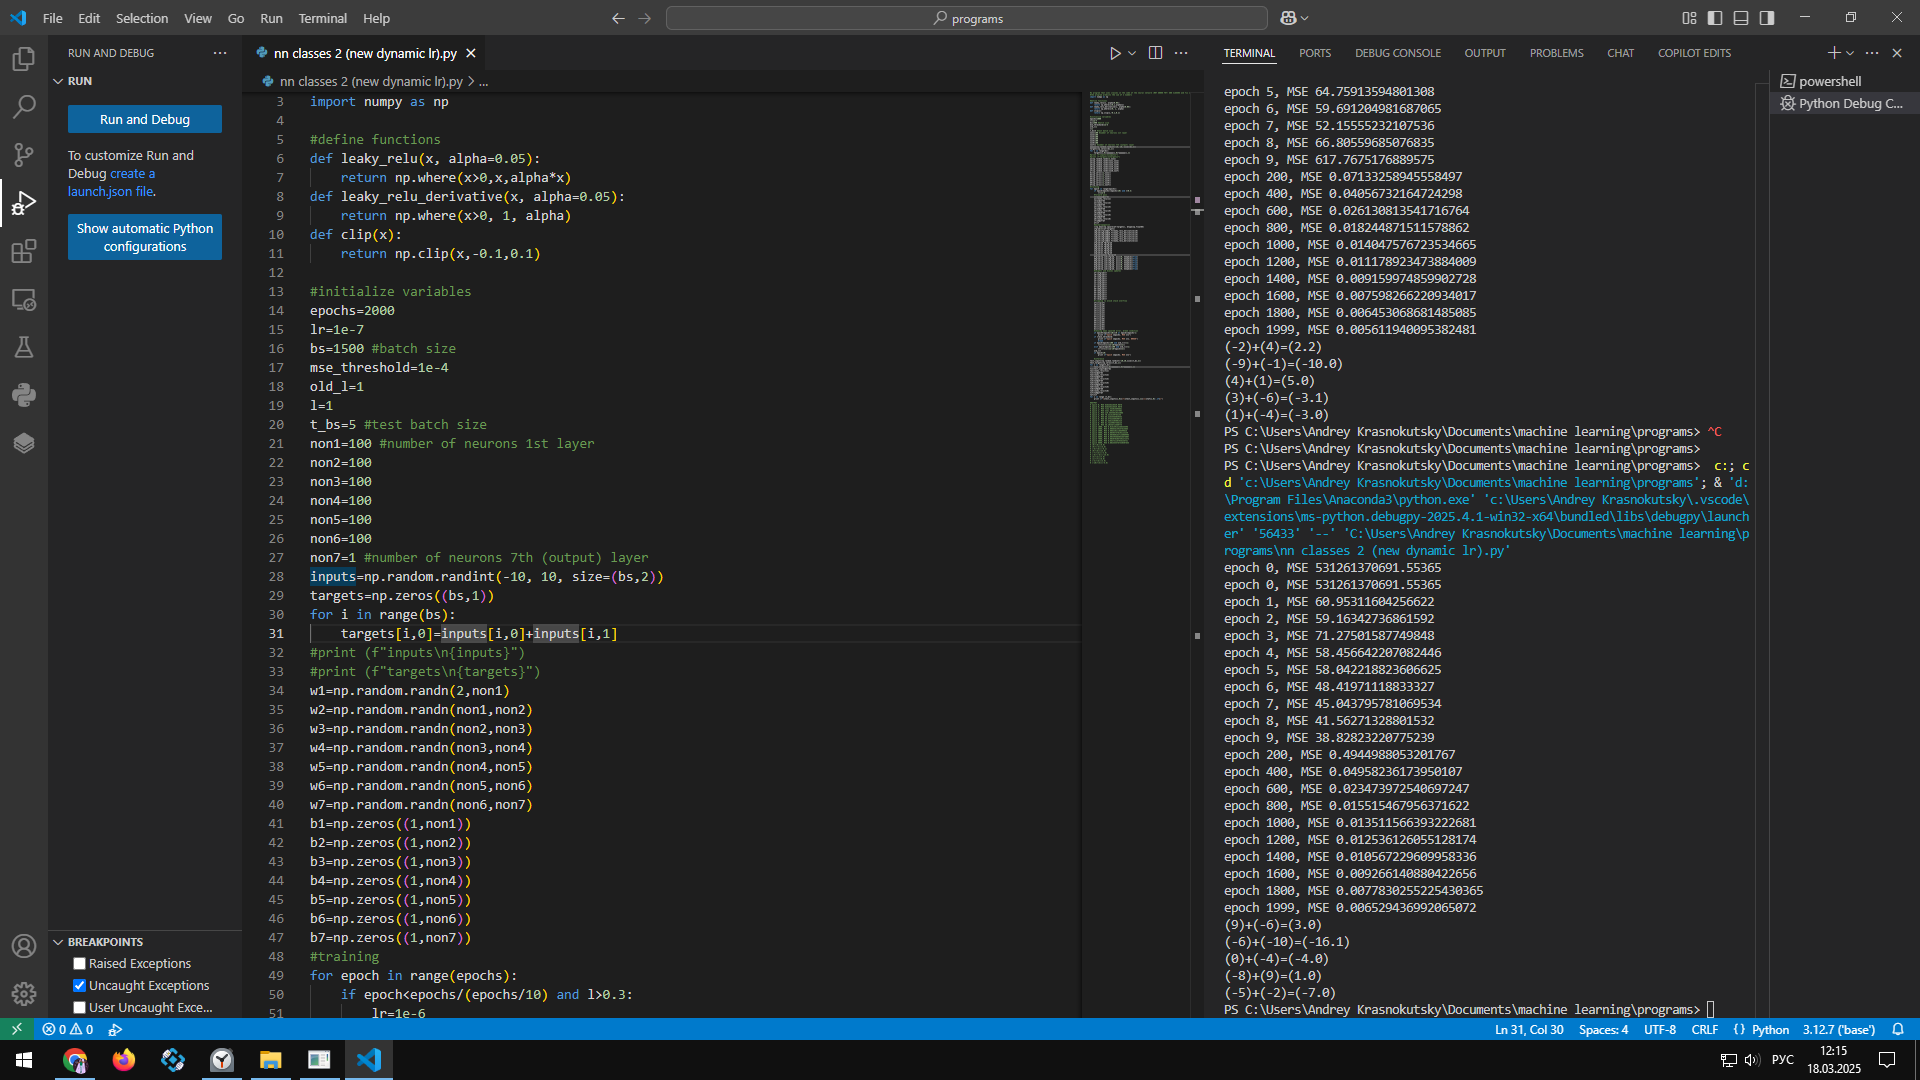 File Edit Selection View Go Run Terminal Help
programs
RUN AND DEBUG
RUN
Run and Debug
To customize Run and
Debug create a
launch.json file.
Show automatic Python
configurations
BREAKPOINTS
Raised Exceptions
Uncaught Exceptions
User Uncaught Exce...
nn classes 2 (new dynamic lr).py
nn classes 2 (new dynamic lr).py > ...
3 import numpy as np
4
5 #define functions
6 def leaky_relu(x, alpha=0.05):
7 return np.where(x>0,x,alpha*x)
8 def leaky_relu_derivative(x, alpha=0.05):
9 return np.where(x>0, 1, alpha)
10 def clip(x):
11 return np.clip(x,-0.1,0.1)
12
13 #initialize variables
14 epochs=2000
15 lr=1e-7
16 bs=1500 #batch size
17 mse_threshold=1e-4
18 old_l=1
19 l=1
20 t_bs=5 #test batch size
21 non1=100 #number of neurons 1st layer
22 non2=100
23 non3=100
24 non4=100
25 non5=100
26 non6=100
27 non7=1 #number of neurons 7th (output) layer
28 inputs=np.random.randint(-10, 10, size=(bs,2))
29 targets=np.zeros((bs,1))
30 for i in range(bs):
31 targets[i,0]=inputs[i,0]+inputs[i,1]
32 #print (f"inputs\n{inputs}")
33 #print (f"targets\n{targets}")
34 w1=np.random.randn(2,non1)
35 w2=np.random.randn(non1,non2)
36 w3=np.random.randn(non2,non3)
37 w4=np.random.randn(non3,non4)
38 w5=np.random.randn(non4,non5)
39 w6=np.random.randn(non5,non6)
40 w7=np.random.randn(non6,non7)
41 b1=np.zeros((1,non1))
42 b2=np.zeros((1,non2))
43 b3=np.zeros((1,non3))
44 b4=np.zeros((1,non4))
45 b5=np.zeros((1,non5))
46 b6=np.zeros((1,non6))
47 b7=np.zeros((1,non7))
48 #training
49 for epoch in range(epochs):
50 if epoch<epochs/(epochs/10) and l>0.3:
51 lr=1e-6
TERMINAL PORTS DEBUG CONSOLE OUTPUT PROBLEMS CHAT COPILOT EDITS
powershell
Python Debug C...
epoch 5, MSE 64.75913594801308
epoch 6, MSE 59.691204981687065
epoch 7, MSE 52.15555232107536
epoch 8, MSE 66.80559685076835
epoch 9, MSE 617.7675176889575
epoch 200, MSE 0.07133258945558497
epoch 400, MSE 0.04056732164724298
epoch 600, MSE 0.026130813541716764
epoch 800, MSE 0.018244871511578862
epoch 1000, MSE 0.014047576723534665
epoch 1200, MSE 0.011178923473884009
epoch 1400, MSE 0.009159974859902728
epoch 1600, MSE 0.007598266220934017
epoch 1800, MSE 0.006453068681485085
epoch 1999, MSE 0.005611940095382481
(-2)+(4)=(2.2)
(-9)+(-1)=(-10.0)
(4)+(1)=(5.0)
(3)+(-6)=(-3.1)
(1)+(-4)=(-3.0)
PS C:\Users\Andrey Krasnokutsky\Documents\machine learning\programs> ^C
PS C:\Users\Andrey Krasnokutsky\Documents\machine learning\programs>
PS C:\Users\Andrey Krasnokutsky\Documents\machine learning\programs> c:; c
d 'c:\Users\Andrey Krasnokutsky\Documents\machine learning\programs'; & 'd:
\Program Files\Anaconda3\python.exe' 'c:\Users\Andrey Krasnokutsky\.vscode\
extensions\ms-python.debugpy-2025.4.1-win32-x64\bundled\libs\debugpy\launch
er' '56433' '--' 'C:\Users\Andrey Krasnokutsky\Documents\machine learning\p
rograms\nn classes 2 (new dynamic lr).py'
epoch 0, MSE 531261370691.55365
epoch 0, MSE 531261370691.55365
epoch 1, MSE 60.95311604256622
epoch 2, MSE 59.16342736861592
epoch 3, MSE 71.27501587749848
epoch 4, MSE 58.456642207082446
epoch 5, MSE 58.042218823606625
epoch 6, MSE 48.41971118833327
epoch 7, MSE 45.043795781069534
epoch 8, MSE 41.56271328801532
epoch 9, MSE 38.82823220775239
epoch 200, MSE 0.4944988053201767
epoch 400, MSE 0.04958236173950107
epoch 600, MSE 0.023473972540697247
epoch 800, MSE 0.015515467956371622
epoch 1000, MSE 0.013511566393222681
epoch 1200, MSE 0.012536126055128174
epoch 1400, MSE 0.010567229609958336
epoch 1600, MSE 0.009266140880422656
epoch 1800, MSE 0.0077830255225430365
epoch 1999, MSE 0.006529436992065072
(9)+(-6)=(3.0)
(-6)+(-10)=(-16.1)
(0)+(-4)=(-4.0)
(-8)+(9)=(1.0)
(-5)+(-2)=(-7.0)
PS C:\Users\Andrey Krasnokutsky\Documents\machine learning\programs>
0 0 Ln 31, Col 30 Spaces: 4 UTF-8 CRLF {} Python 3.12.7 ('base')
РУС
12:15
18.03.2025